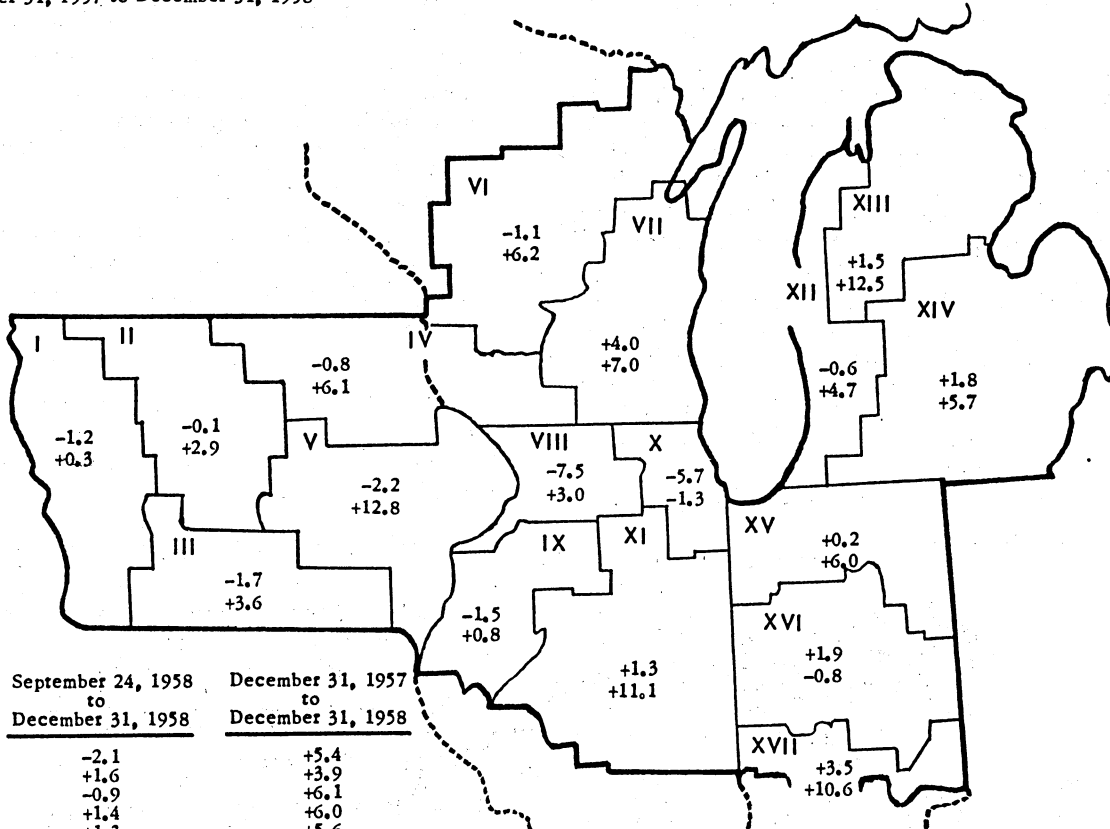 31, 1957 to December 31, 1958
VI
-1.1
+6.2
VII
+4.0
+7.0
XIII
+1.5
+12.5
XII
-0.6
+4.7
XIV
+1.8
+5.7
I
-1.2
+0.3
II
-0.1
+2.9
IV
-0.8
+6.1
V
-2.2
+12.8
III
-1.7
+3.6
VIII
-7.5
+3.0
X
-5.7
-1.3
IX
-1.5
+0.8
XI
+1.3
+11.1
XV
+0.2
+6.0
XVI
+1.9
-0.8
XVII
+3.5
+10.6
September 24, 1958 December 31, 1957
to to
December 31, 1958 December 31, 1958
-2.1 +5.4
+1.6 +3.9
-0.9 +6.1
+1.4 +6.0